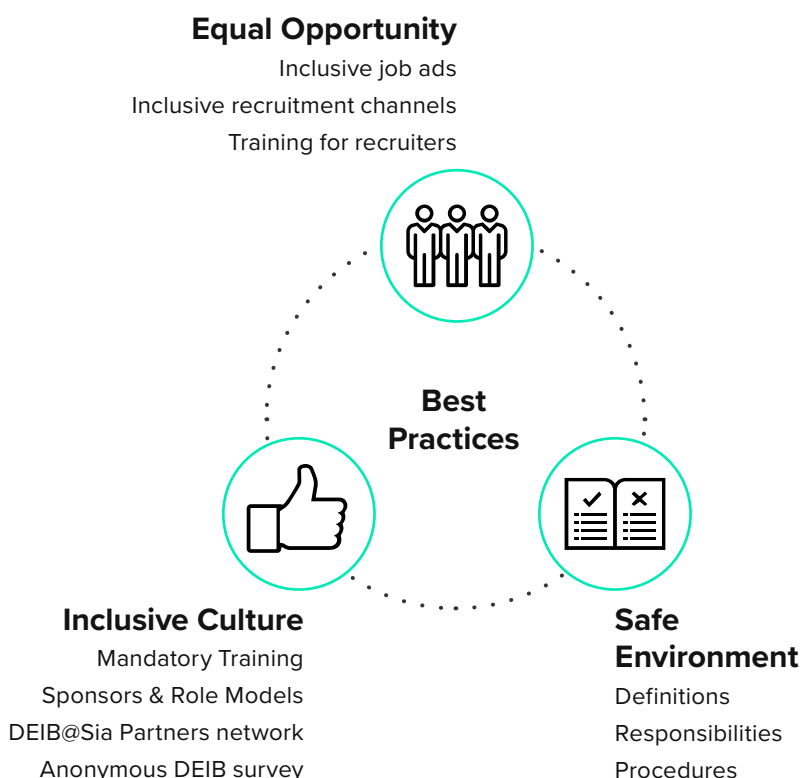 Equal Opportunity
Inclusive job ads
Inclusive recruitment channels
Training for recruiters
Best
Practices
Inclusive Culture
Mandatory Training
Sponsors & Role Models
DEIB@Sia Partners network
Anonymous DEIB survey
Safe
Environment
Definitions
Responsibilities
Procedures